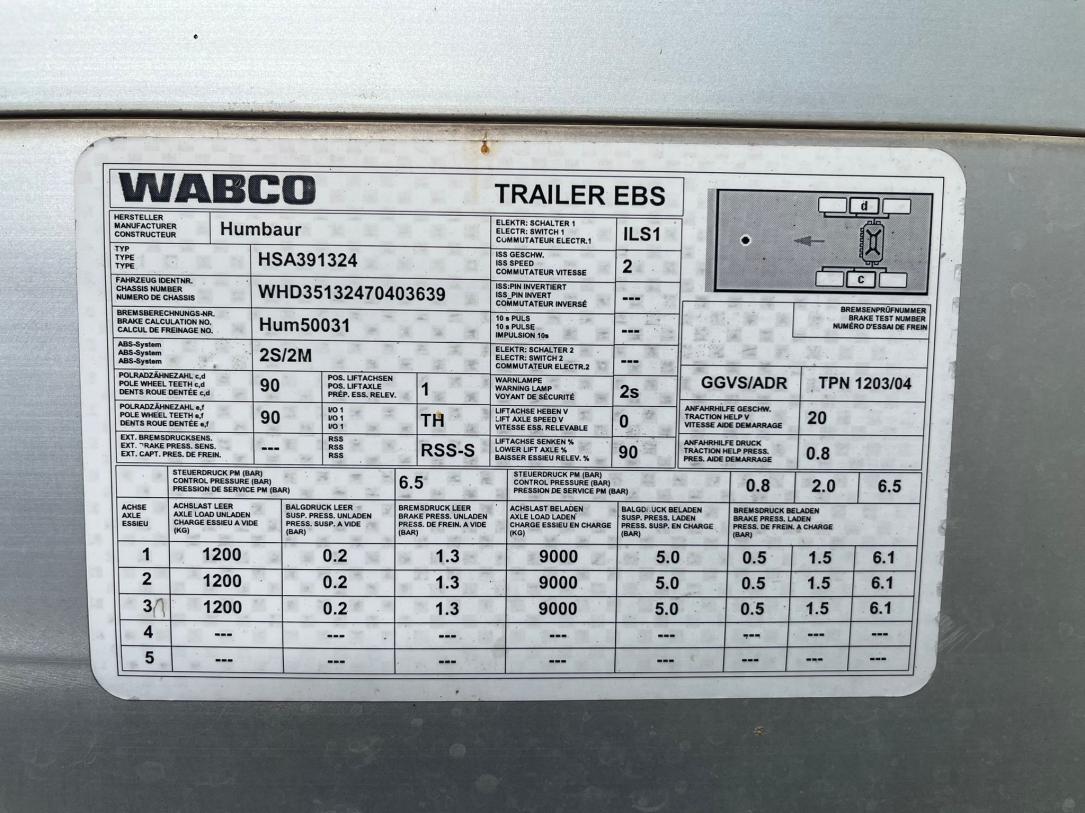 WABCO
TRAILER EBS
HERSTELLER
MANUFACTURER
CONSTRUCTEUR
Humbaur
TYP
TYPE
TYPE
HSA391324
FAHRZEUG IDENTNR.
CHASSIS NUMBER
NUMERO DE CHASSIS
WHD35132470403639
BREMSBERECHNUNGS-NR.
BRAKE CALCULATION NO.
CALCUL DE FREINAGE NO.
Hum50031
ABS-System
ABS-System
ABS-System
2S/2M
POLRADZÄHNEZAHL c,d
POLE WHEEL TEETH c,d
DENTS ROUE DENTÉE c,d
90
POS. LIFTACHSEN
POS. LIFTAXLE
PRÉP. ESS. RELEV.
1
POLRADZÄHNEZAHL e,f
POLE WHEEL TEETH e,f
DENTS ROUE DENTÉE e,f
90
I/O 1
I/O 1
I/O 1
TH
EXT. BREMSDRUCKSENS.
EXT. RAKE PRESS. SENS.
EXT. CAPT. PRES. DE FREIN.
---
RSS
RSS
RSS
RSS-S
ELEKTR: SCHALTER 1
ELECTR: SWITCH 1
COMMUTATEUR ELECTR.1
ILS1
ISS GESCHW.
ISS SPEED
COMMUTATEUR VITESSE
2
ISS:PIN INVERTIERT
ISS_PIN INVERT
COMMUTATEUR INVERSÉ
---
10 s PULS
10 s PULSE
IMPULSION 10s
---
ELEKTR: SCHALTER 2
ELECTR: SWITCH 2
COMMUTATEUR ELECTR.2
---
WARNLAMPE
WARNING LAMP
VOYANT DE SÉCURITÉ
2s
LIFTACHSE HEBEN V
LIFT AXLE SPEED V
VITESSE ESS. RELEVABLE
0
LIFTACHSE SENKEN %
LOWER LIFT AXLE %
BAISSER ESSIEU RELEV. %
90
d
c
BREMSENPRÜFNUMMER
BRAKE TEST NUMBER
NUMÉRO D'ESSAI DE FREIN
GGVS/ADR
TPN 1203/04
ANFAHRHILFE GESCHW.
TRACTION HELP V
VITESSE AIDE DEMARRAGE
20
ANFAHRHILFE DRUCK
TRACTION HELP PRESS.
PRES. AIDE DEMARRAGE
0.8
STEUERDRUCK PM (BAR)
CONTROL PRESSURE (BAR)
PRESSION DE SERVICE PM (BAR)
6.5
STEUERDRUCK PM (BAR)
CONTROL PRESSURE (BAR)
PRESSION DE SERVICE PM (BAR)
0.8 2.0 6.5
ACHSE
AXLE
ESSIEU
ACHSLAST LEER
AXLE LOAD UNLADEN
CHARGE ESSIEU A VIDE
(KG)
BALGDRUCK LEER
SUSP. PRESS. UNLADEN
PRESS. SUSP. A VIDE
(BAR)
BREMSDRUCK LEER
BRAKE PRESS. UNLADEN
PRESS. DE FREIN. A VIDE
(BAR)
ACHSLAST BELADEN
AXLE LOAD LADEN
CHARGE ESSIEU EN CHARGE
(KG)
BALGD UCK BELADEN
SUSP. PRESS. LADEN
PRESS. SUSP. EN CHARGE
(BAR)
BREMSDRUCK BELADEN
BRAKE PRESS. LADEN
PRESS. DE FREIN. A CHARGE
(BAR)
1 1200 0.2 1.3 9000 5.0 0.5 1.5 6.1
2 1200 0.2 1.3 9000 5.0 0.5 1.5 6.1
3 1200 0.2 1.3 9000 5.0 0.5 1.5 6.1
4 --- --- --- --- --- --- --- ---
5 --- --- --- --- --- --- --- ---